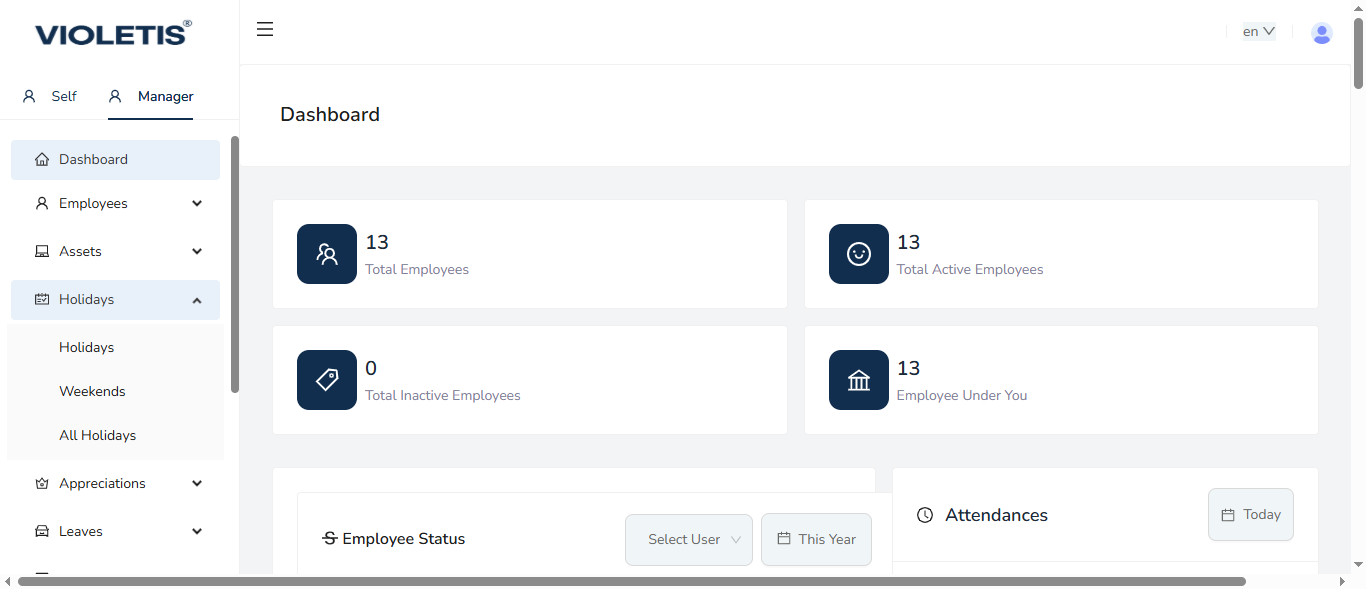 VIOLETIS®
en
Self
Manager
Dashboard
Dashboard
Employees
Assets
Holidays
Holidays
Weekends
All Holidays
Appreciations
Leaves
13
Total Employees
13
Total Active Employees
0
Total Inactive Employees
13
Employee Under You
Employee Status
Select User
This Year
Attendances
Today